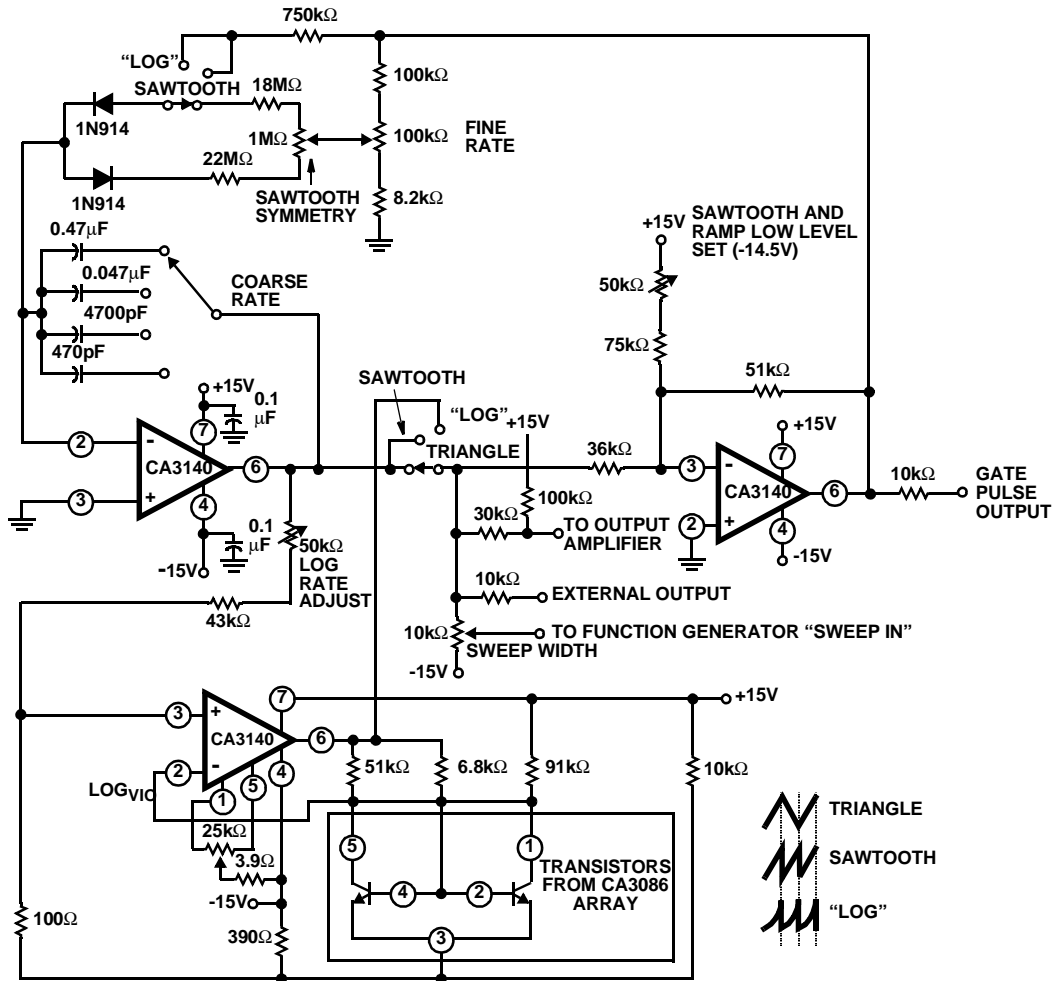 750kΩ
“LOG”
100kΩ
SAWTOOTH
18MΩ
1N914
1MΩ
100kΩ
FINE
RATE
22MΩ
1N914
SAWTOOTH
SYMMETRY
8.2kΩ
0.47μF
+15V
SAWTOOTH AND
RAMP LOW LEVEL
SET (-14.5V)
0.047μF
COARSE
RATE
50kΩ
4700pF
75kΩ
470pF
51kΩ
+15V
0.1
μF
SAWTOOTH
“LOG”
+15V
TRIANGLE
+15V
7
2
-
CA3140
6
36kΩ
3
-
7
CA3140
6
10kΩ
GATE
PULSE
OUTPUT
3
+
4
100kΩ
30kΩ
TO OUTPUT
AMPLIFIER
2
+
4
-15V
0.1
μF
-15V
50kΩ
LOG
RATE
ADJUST
10kΩ
EXTERNAL OUTPUT
43kΩ
10kΩ
TO FUNCTION GENERATOR “SWEEP IN”
SWEEP WIDTH
-15V
7
+15V
3
+
CA3140
6
2
-
4
5
1
51kΩ
6.8kΩ
91kΩ
10kΩ
LOGVIO
25kΩ
3.9Ω
-15V
5
1
TRANSISTORS
FROM CA3086
ARRAY
4
2
3
100Ω
390Ω
TRIANGLE
SAWTOOTH
“LOG”